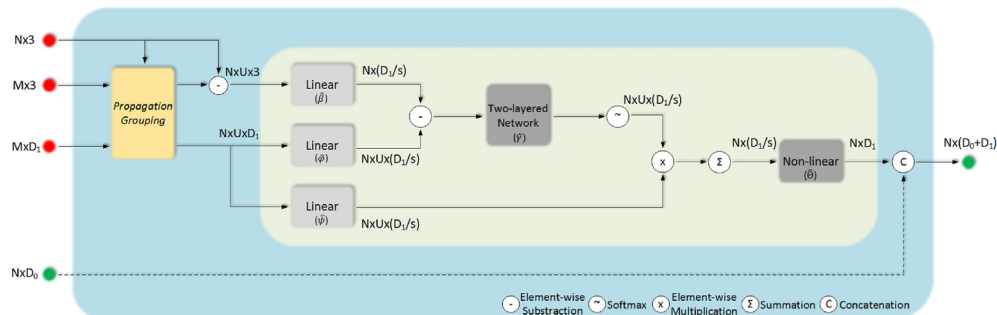 Nx3
Mx3
MxD₁
NxD₀
Propagation
Grouping
-
NxUx3
NxUxD₁
Linear
(β̂)
Linear
(φ̂)
Linear
(ψ̂)
Nx(D₁/s)
NxUx(D₁/s)
NxUx(D₁/s)
-
Two-layered
Network
(γ̂)
~
NxUx(D₁/s)
x
Σ
Nx(D₁/s)
Non-linear
(θ̂)
NxD₁
C
Nx(D₀+D₁)
- Element-wise
Substraction
~ Softmax
x Element-wise
Multiplication
Σ Summation
C Concatenation